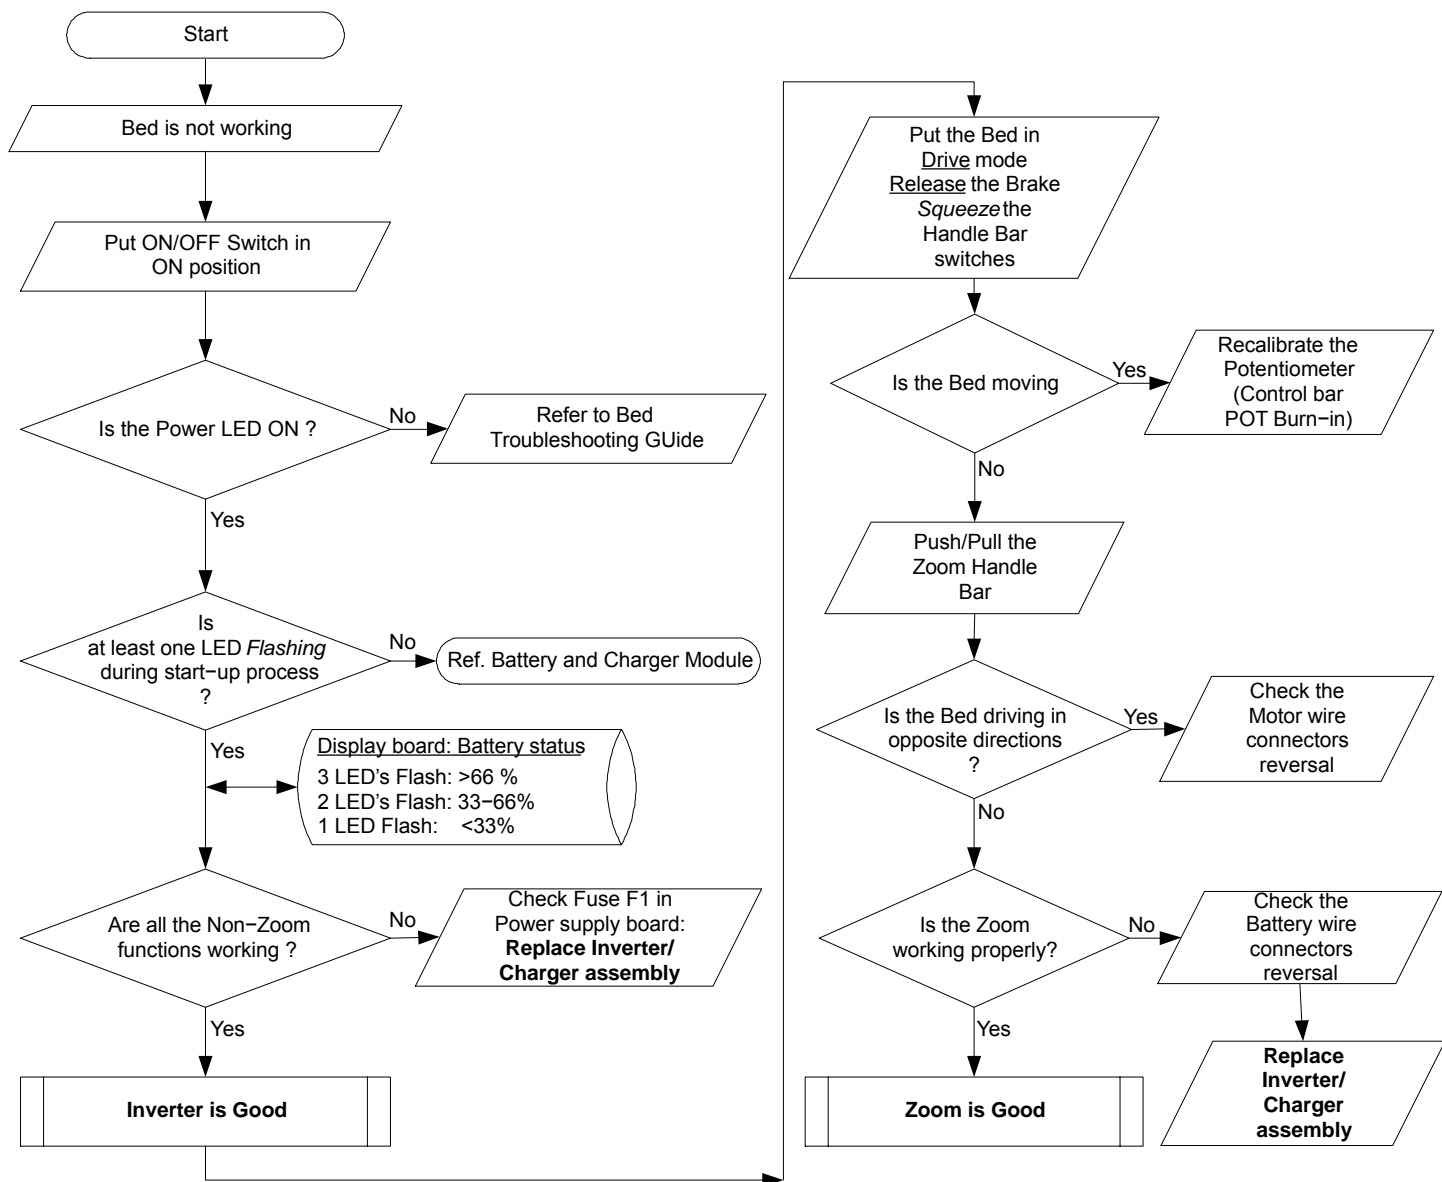 Start
Bed is not working
Put ON/OFF Switch in
ON position
Is the Power LED ON ?
No
Refer to Bed
Troubleshooting GUide
Yes
Is
at least one LED Flashing
during start-up process
?
No
Ref. Battery and Charger Module
Yes
Display board: Battery status
3 LED's Flash: >66 %
2 LED's Flash: 33-66%
1 LED Flash: <33%
Are all the Non-Zoom
functions working ?
No
Check Fuse F1 in
Power supply board:
Replace Inverter/
Charger assembly
Yes
Inverter is Good
Put the Bed in
Drive mode
Release the Brake
Squeeze the
Handle Bar
switches
Is the Bed moving
Yes
Recalibrate the
Potentiometer
(Control bar
POT Burn-in)
No
Push/Pull the
Zoom Handle
Bar
Is the Bed driving in
opposite directions
?
Yes
Check the
Motor wire
connectors
reversal
No
Is the Zoom
working properly?
No
Check the
Battery wire
connectors
reversal
Yes
Zoom is Good
Replace
Inverter/
Charger
assembly